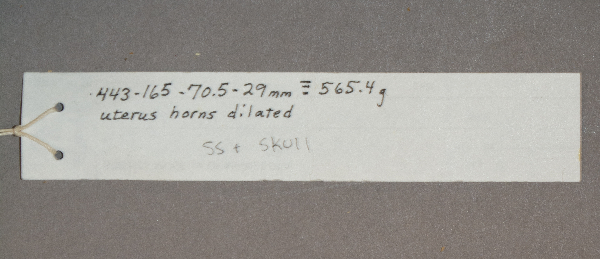 443-165-70.5-29mm ≡ 565.4g
uterus horns dilated
SS + SKUll